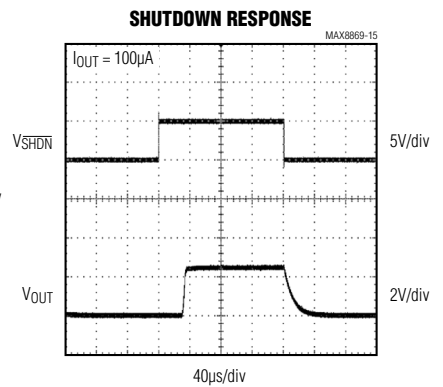 SHUTDOWN RESPONSE
MAX8869-15
IOUT = 100µA
VSHDN
5V/div
VOUT
2V/div
40µs/div